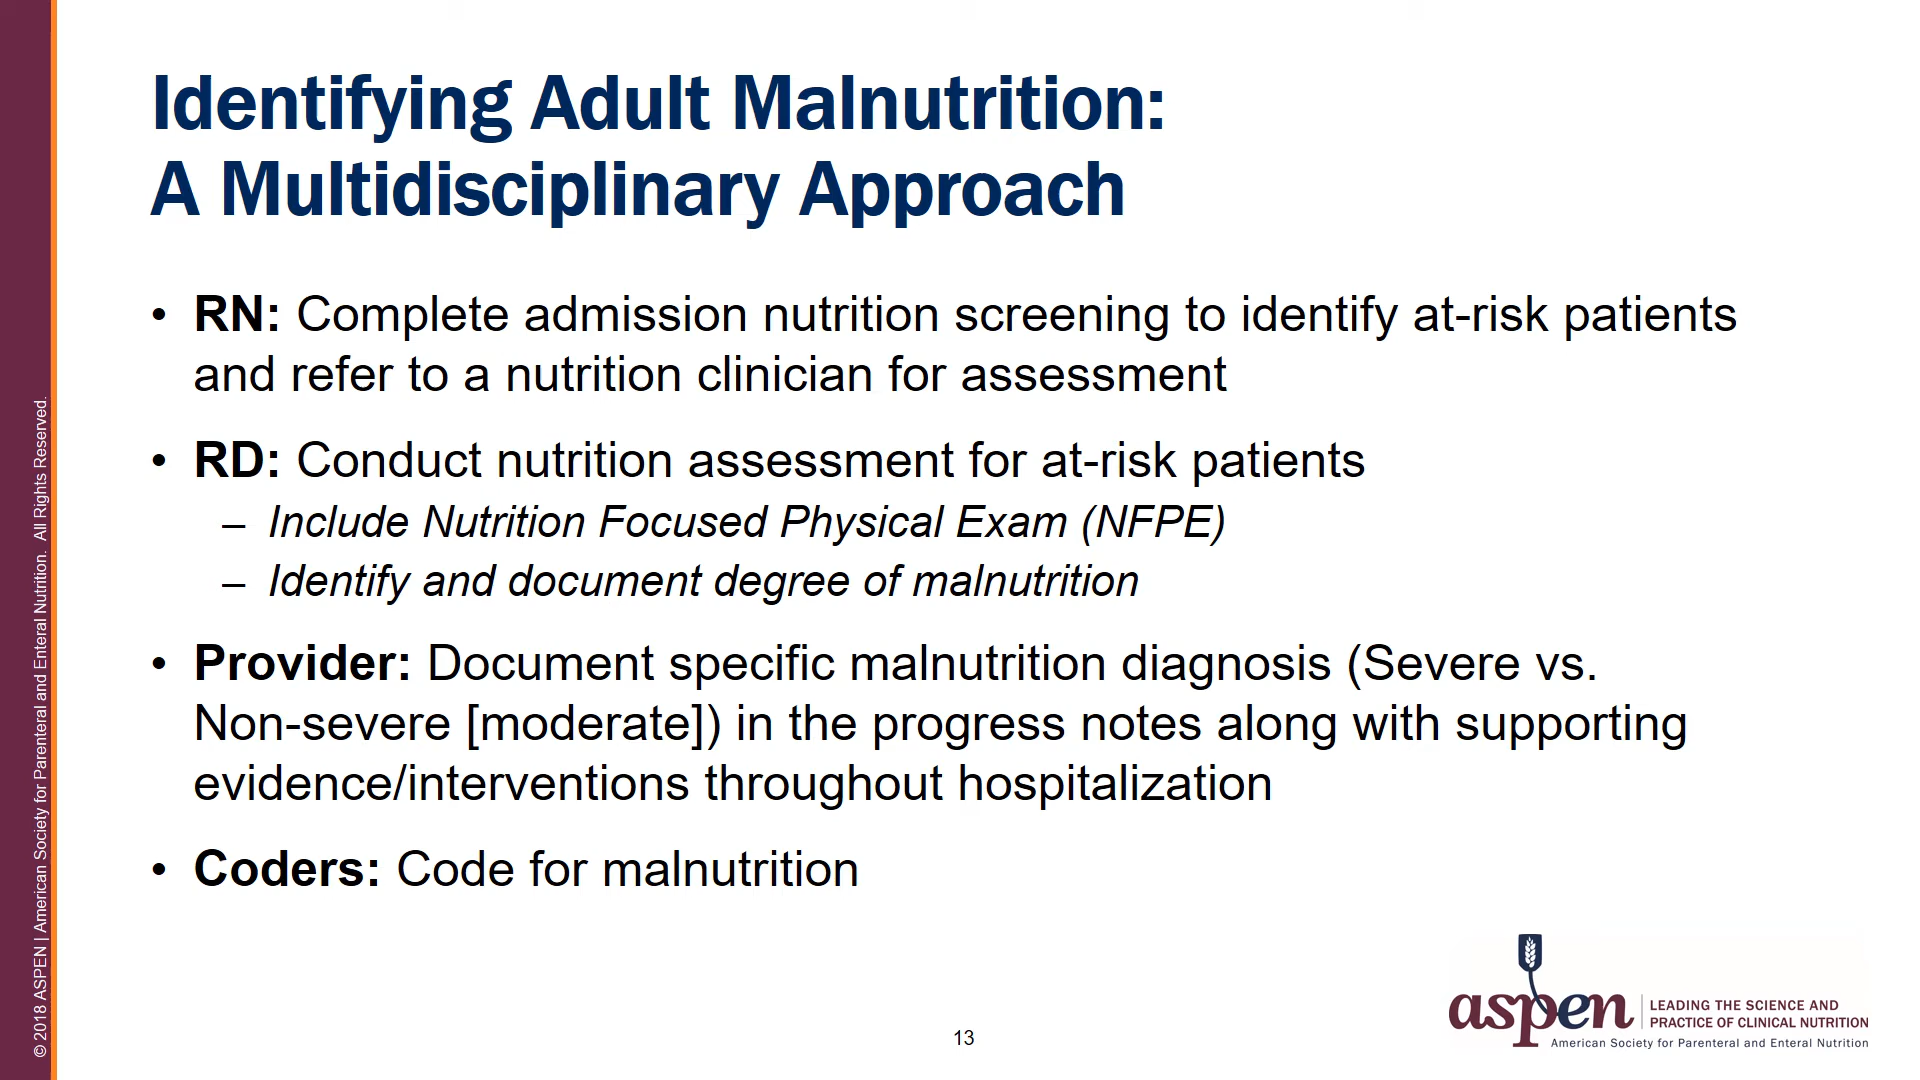 Identifying Adult Malnutrition:
A Multidisciplinary Approach
• RN: Complete admission nutrition screening to identify at-risk patients
and refer to a nutrition clinician for assessment
• RD: Conduct nutrition assessment for at-risk patients
– Include Nutrition Focused Physical Exam (NFPE)
– Identify and document degree of malnutrition
• Provider: Document specific malnutrition diagnosis (Severe vs.
Non-severe [moderate]) in the progress notes along with supporting
evidence/interventions throughout hospitalization
• Coders: Code for malnutrition
© 2018 ASPEN | American Society for Parenteral and Enteral Nutrition. All Rights Reserved.
13
aspen
LEADING THE SCIENCE AND
PRACTICE OF CLINICAL NUTRITION
American Society for Parenteral and Enteral Nutrition